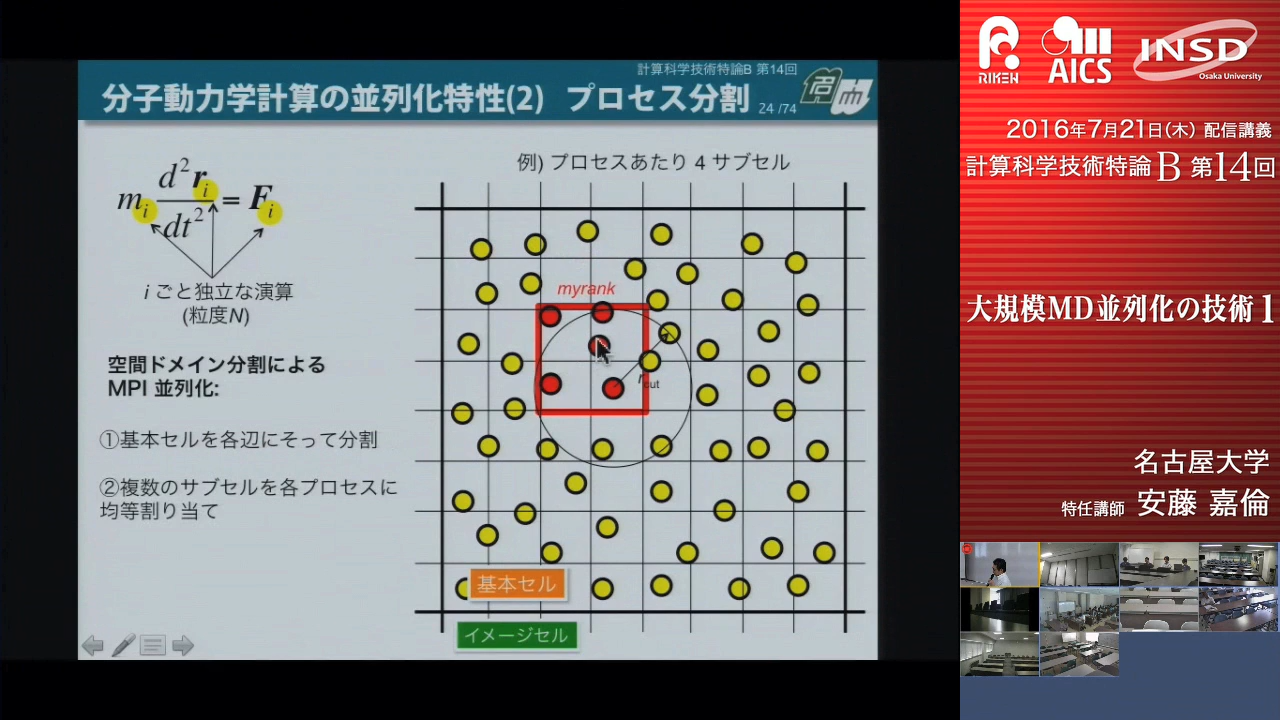 計算科学技術特論B 第14回
分子動力学計算の並列化特性(2) プロセス分割
24 /74
m_i d²r_i / dt² = F_i
i ごと独立な演算
(粒度N)
空間ドメイン分割による
MPI 並列化:
①基本セルを各辺にそって分割
②複数のサブセルを各プロセスに
均等割り当て
例) プロセスあたり 4 サブセル
myrank
r_cut
基本セル
イメージセル
RIKEN
AICS
INSD
Osaka University
2016年7月21日(木) 配信講義
計算科学技術特論 B 第14回
大規模MD並列化の技術 1
名古屋大学
特任講師 安藤 嘉倫